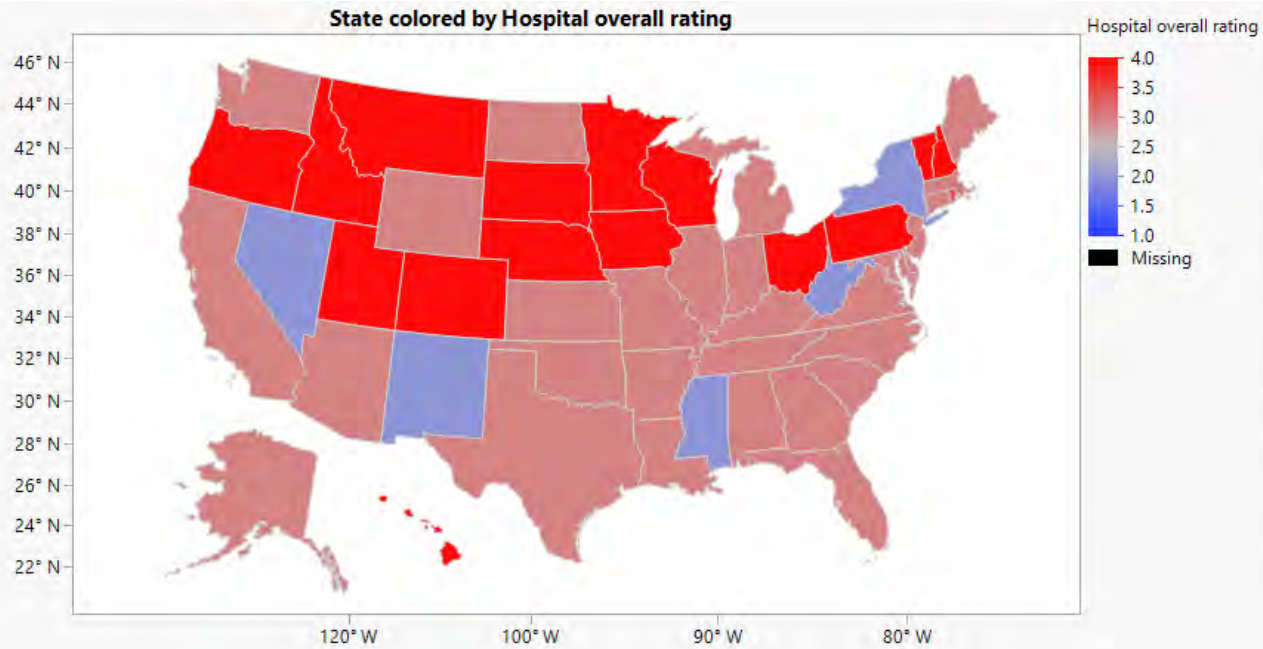 State colored by Hospital overall rating
Hospital overall rating
4.0
3.5
3.0
2.5
2.0
1.5
1.0
Missing
46° N
44° N
42° N
40° N
38° N
36° N
34° N
32° N
30° N
28° N
26° N
24° N
22° N
120° W
100° W
90° W
80° W